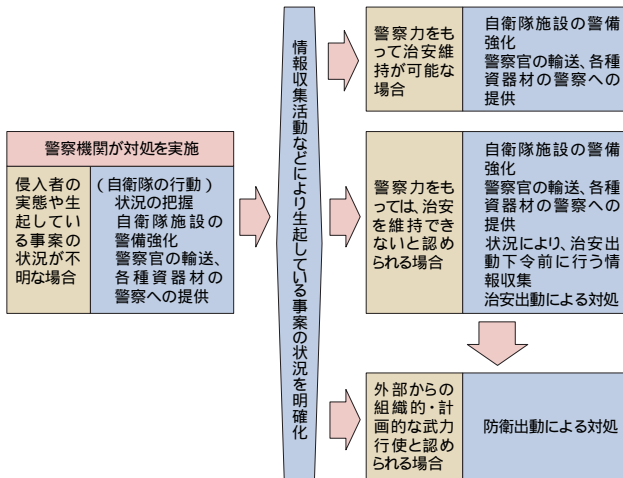 警察機関が対処を実施
侵入者の
実態や生
起してい
る事案の
状況が不
明な場合
(自衛隊の行動)
状況の把握
自衛隊施設の
警備強化
警察官の輸送、
各種資器材の
警察への提供
情報収集活動などにより生起している事案の状況を明確化
警察力をも
って治安維
持が可能な
場合
自衛隊施設の警備
強化
警察官の輸送、各種
資器材の警察への
提供
警察力をも
っては、治安
を維持でき
ないと認め
られる場合
自衛隊施設の警備
強化
警察官の輸送、各種
資器材の警察への
提供
状況により、治安出
動下令前に行う情
報収集
治安出動による対処
外部からの
組織的・計
画的な武力
行使と認め
られる場合
防衛出動による対処